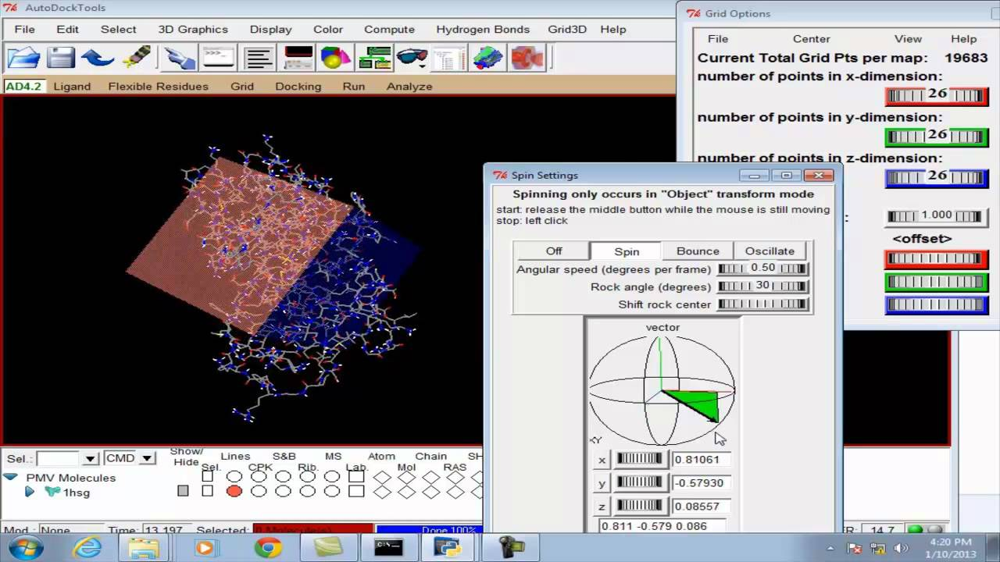 AutoDockTools
File Edit Select 3D Graphics Display Color Compute Hydrogen Bonds Grid3D Help
AD4.2 Ligand Flexible Residues Grid Docking Run Analyze
Grid Options
File Center View Help
Current Total Grid Pts per map: 19683
number of points in x-dimension:
26
number of points in y-dimension:
26
number of points in z-dimension:
26
:
1.000
<offset>
Spin Settings
Spinning only occurs in "Object" transform mode
start: release the middle button while the mouse is still moving
stop: left click
Off Spin Bounce Oscillate
Angular speed (degrees per frame) 0.50
Rock angle (degrees) 30
Shift rock center
vector
XY
x 0.81061
y -0.57930
z 0.08557
0.811 -0.579 0.086
Sel.: CMD Show/ Hide Lines S&B MS Atom Chain SH
Sel. CPK Rib. Lab. Mol RAS
PMV Molecules
1hsg
Mod.: None Time: 13.197 Selected: 0 Molecule(s) Done 100% R: 14.7
4:20 PM
1/10/2013